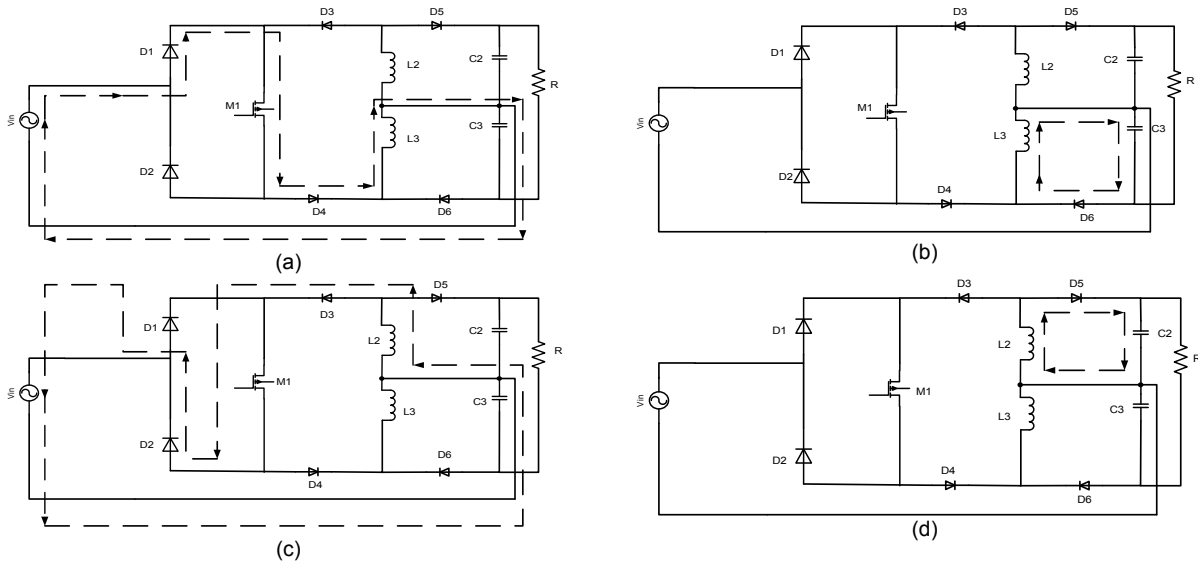 D3 D5
D1
L2 C2 R
M1
Vin
L3 C3
D2
D4 D6
(a)
D3 D5
D1
L2 C2 R
M1
Vin
L3 C3
D2
D4 D6
(b)
D5
D3
D1
L2 C2 R
M1
Vin
L3 C3
D2 D6
D4
(c)
D3 D5
D1
L2 C2 R
M1
Vin
L3 C3
D2
D4 D6
(d)